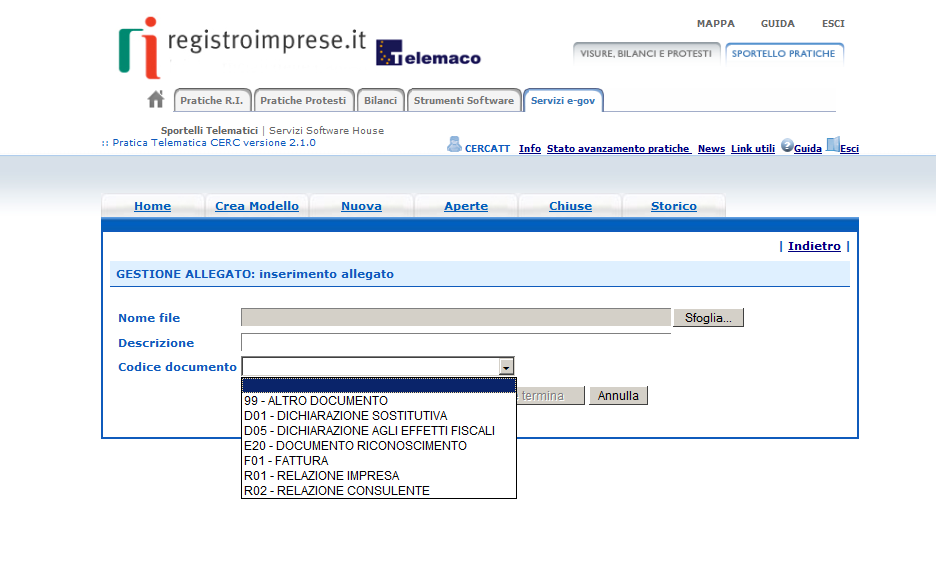 MAPPA GUIDA ESCI
registroimprese.it Telemaco
VISURE, BILANCI E PROTESTI SPORTELLO PRATICHE
Pratiche R.I. Pratiche Protesti Bilanci Strumenti Software Servizi e-gov
Sportelli Telematici | Servizi Software House
:: Pratica Telematica CERC versione 2.1.0
CERCATT Info Stato avanzamento pratiche News Link utili Guida Esci
Home Crea Modello Nuova Aperte Chiuse Storico
| Indietro |
GESTIONE ALLEGATO: inserimento allegato
Nome file Sfoglia...
Descrizione
Codice documento
termina Annulla
99 - ALTRO DOCUMENTO
D01 - DICHIARAZIONE SOSTITUTIVA
D05 - DICHIARAZIONE AGLI EFFETTI FISCALI
E20 - DOCUMENTO RICONOSCIMENTO
F01 - FATTURA
R01 - RELAZIONE IMPRESA
R02 - RELAZIONE CONSULENTE